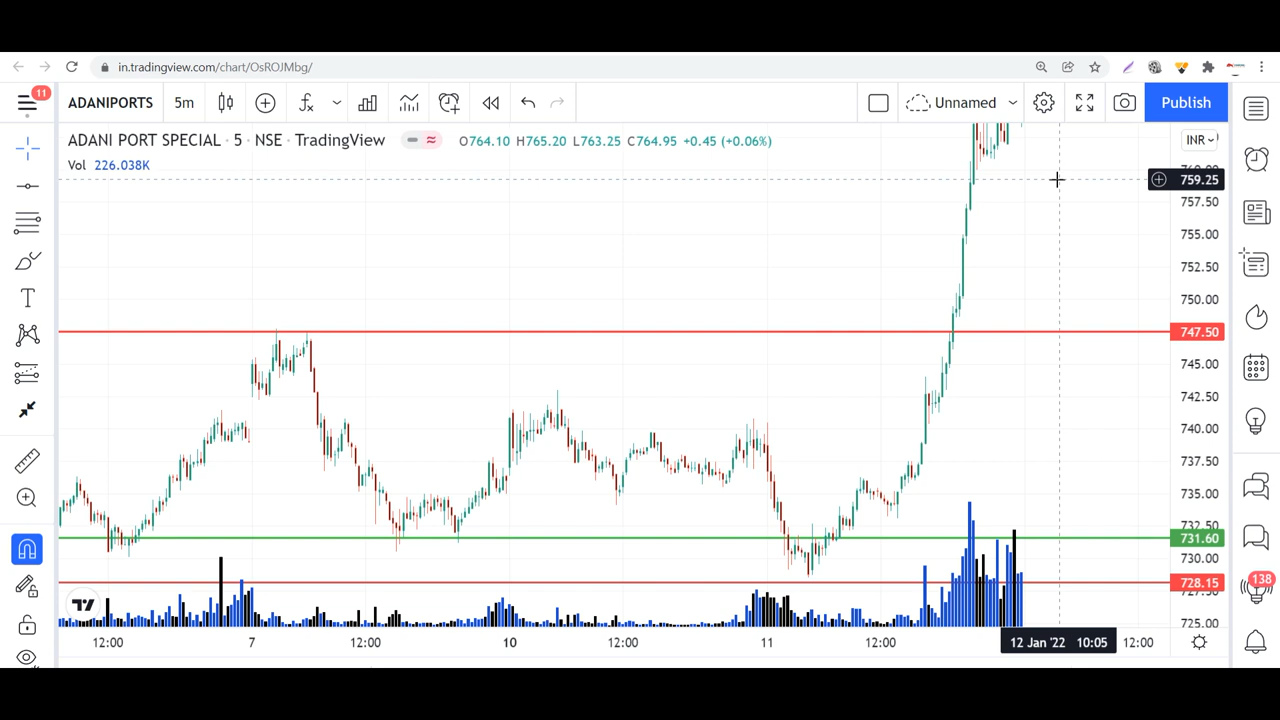 in.tradingview.com/chart/OsROJMbg/
11
ADANIPORTS
5m
Unnamed
Publish
ADANI PORT SPECIAL · 5 · NSE · TradingView
O764.10 H765.20 L763.25 C764.95 +0.45 (+0.06%)
INR
Vol 226.038K
759.25
757.50
755.00
752.50
750.00
747.50
745.00
742.50
740.00
737.50
735.00
732.50
731.60
730.00
728.15
727.50
725.00
138
12:00
7
12:00
10
12:00
11
12:00
12 Jan '22 10:05
12:00